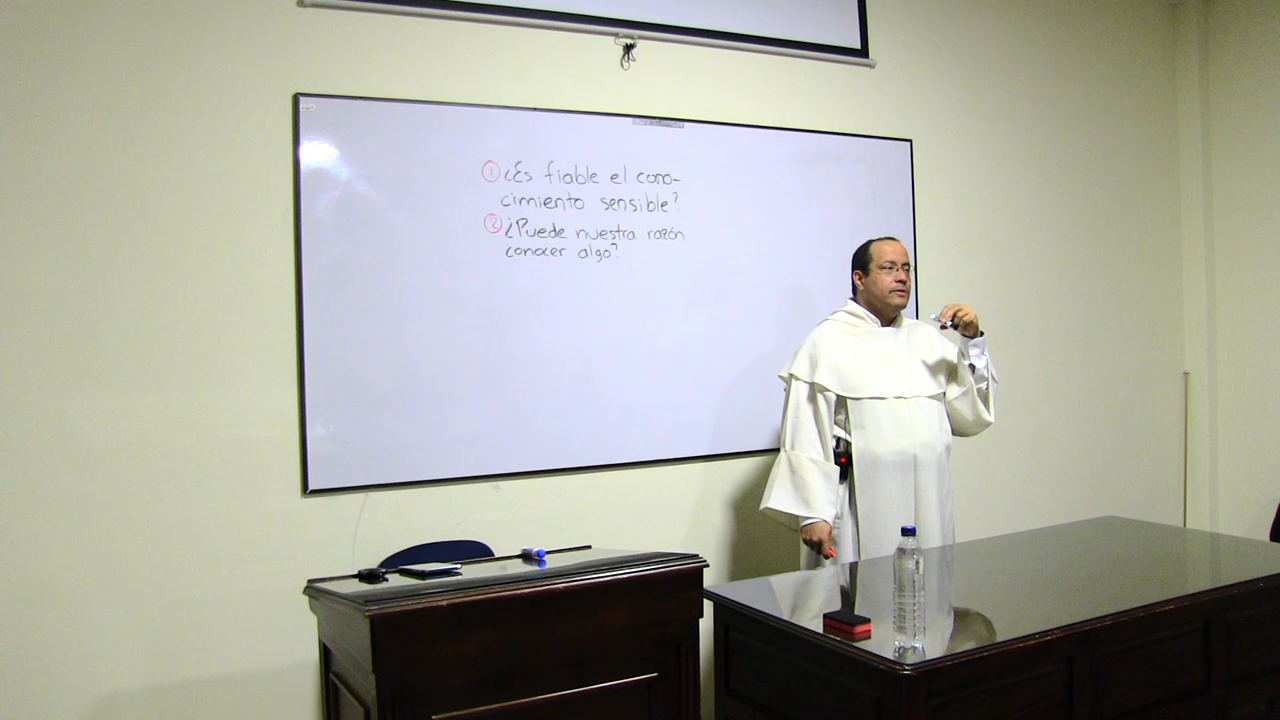 ① ¿Es fiable el cono-
cimiento sensible?
② ¿Puede nuestra razón
conocer algo?